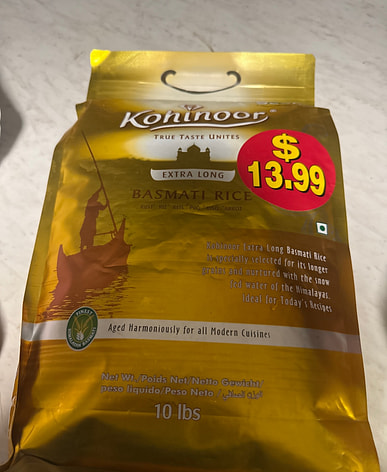 Kohinoor
TRUE TASTE UNITES
$
13.99
EXTRA LONG
BASMATI RICE
Kohinoor Extra Long Basmati Rice
is specially selected for its longer
grains and nurtured with the snow
fed water of the Himalayas.
Ideal for Today's Recipes
FINEST
Aged Harmoniously for all Modern Cuisines
Net Wt./Poids Net/Netto Gewicht/
peso líquido/Peso Neto./
10 lbs